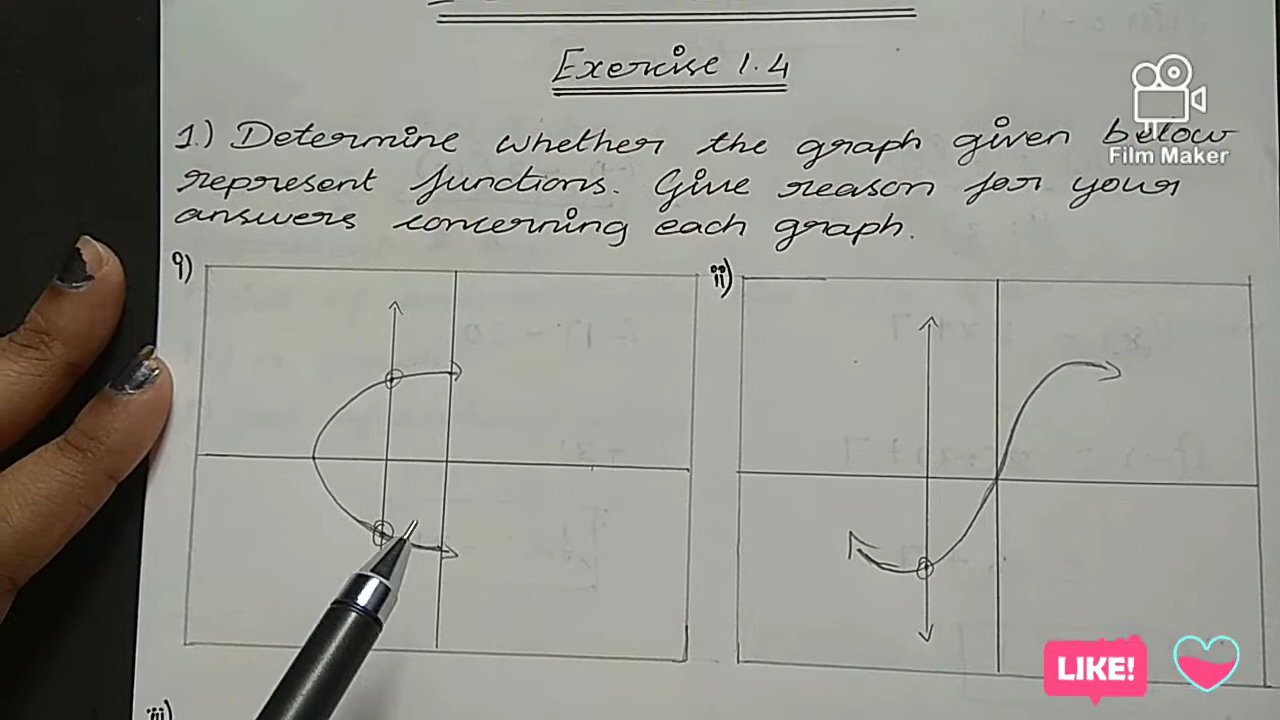 Exercise 1.4
1.) Determine whether the graph given below
represent functions. Give reason for your
answers concerning each graph.
i) ii)
iii)
Film Maker
LIKE!